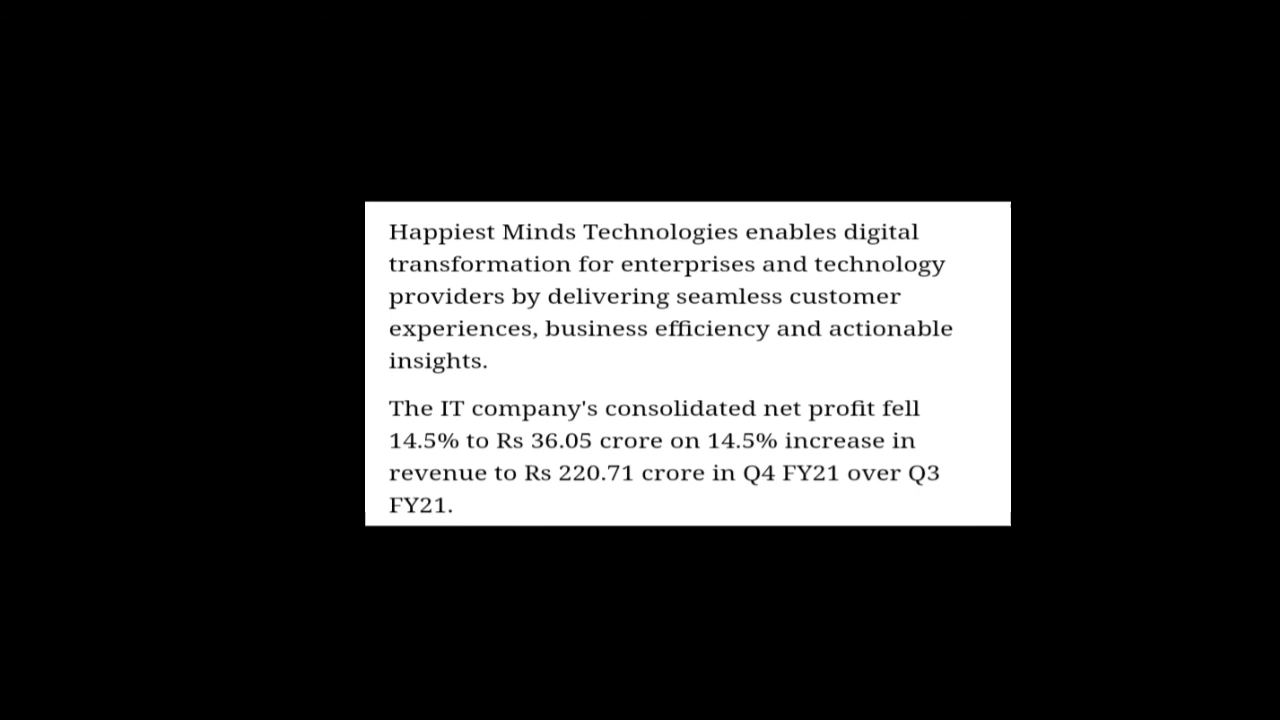 Happiest Minds Technologies enables digital
transformation for enterprises and technology
providers by delivering seamless customer
experiences, business efficiency and actionable
insights.
The IT company's consolidated net profit fell
14.5% to Rs 36.05 crore on 14.5% increase in
revenue to Rs 220.71 crore in Q4 FY21 over Q3
FY21.